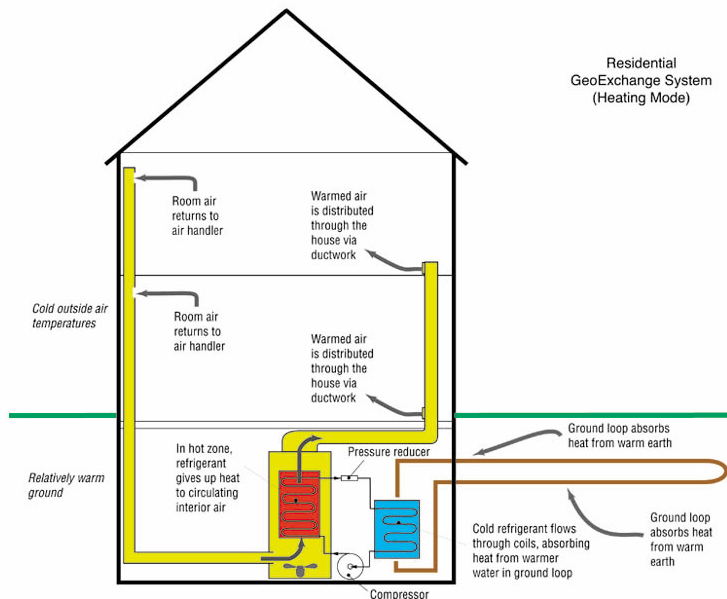 Residential
GeoExchange System
(Heating Mode)
Room air
returns to
air handler
Warmed air
is distributed
through the
house via
ductwork
Cold outside air
temperatures
Room air
returns to
air handler
Warmed air
is distributed
through the
house via
ductwork
Ground loop absorbs
heat from warm earth
In hot zone,
refrigerant
gives up heat
to circulating
interior air
Pressure reducer
Relatively warm
ground
Cold refrigerant flows
through coils, absorbing
heat from warmer
water in ground loop
Ground loop
absorbs heat
from warm
earth
Compressor